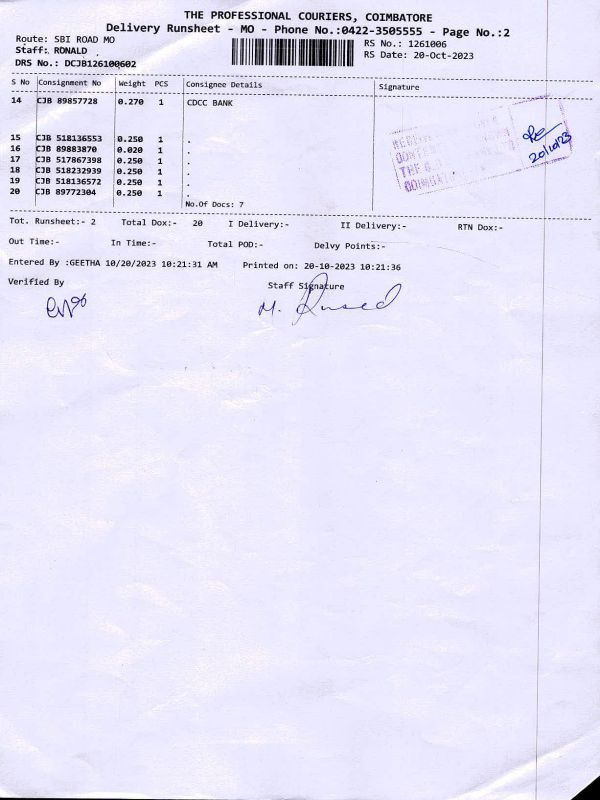 THE PROFESSIONAL COURIERS, COIMBATORE
Delivery Runsheet - MO - Phone No.:0422-3505555 - Page No.:2
Route: SBI ROAD MO RS No.: 1261006
Staff: RONALD . RS Date: 20-Oct-2023
DRS No.: DCJB126100602
S No Consignment No Weight PCS Consignee Details Signature
14 CJB 89857728 0.270 1 CDCC BANK
20/10/23
15 CJB 518136553 0.250 1 .
16 CJB 89883870 0.020 1 .
17 CJB 517867398 0.250 1 .
18 CJB 518232939 0.250 1 .
19 CJB 518136572 0.250 1 .
20 CJB 89772304 0.250 1 .
No.Of Docs: 7
Tot. Runsheet:- 2 Total Dox:- 20 I Delivery:- II Delivery:- RTN Dox:-
Out Time:- In Time:- Total POD:- Delvy Points:-
Entered By :GEETHA 10/20/2023 10:21:31 AM Printed on: 20-10-2023 10:21:36
Verified By Staff Signature